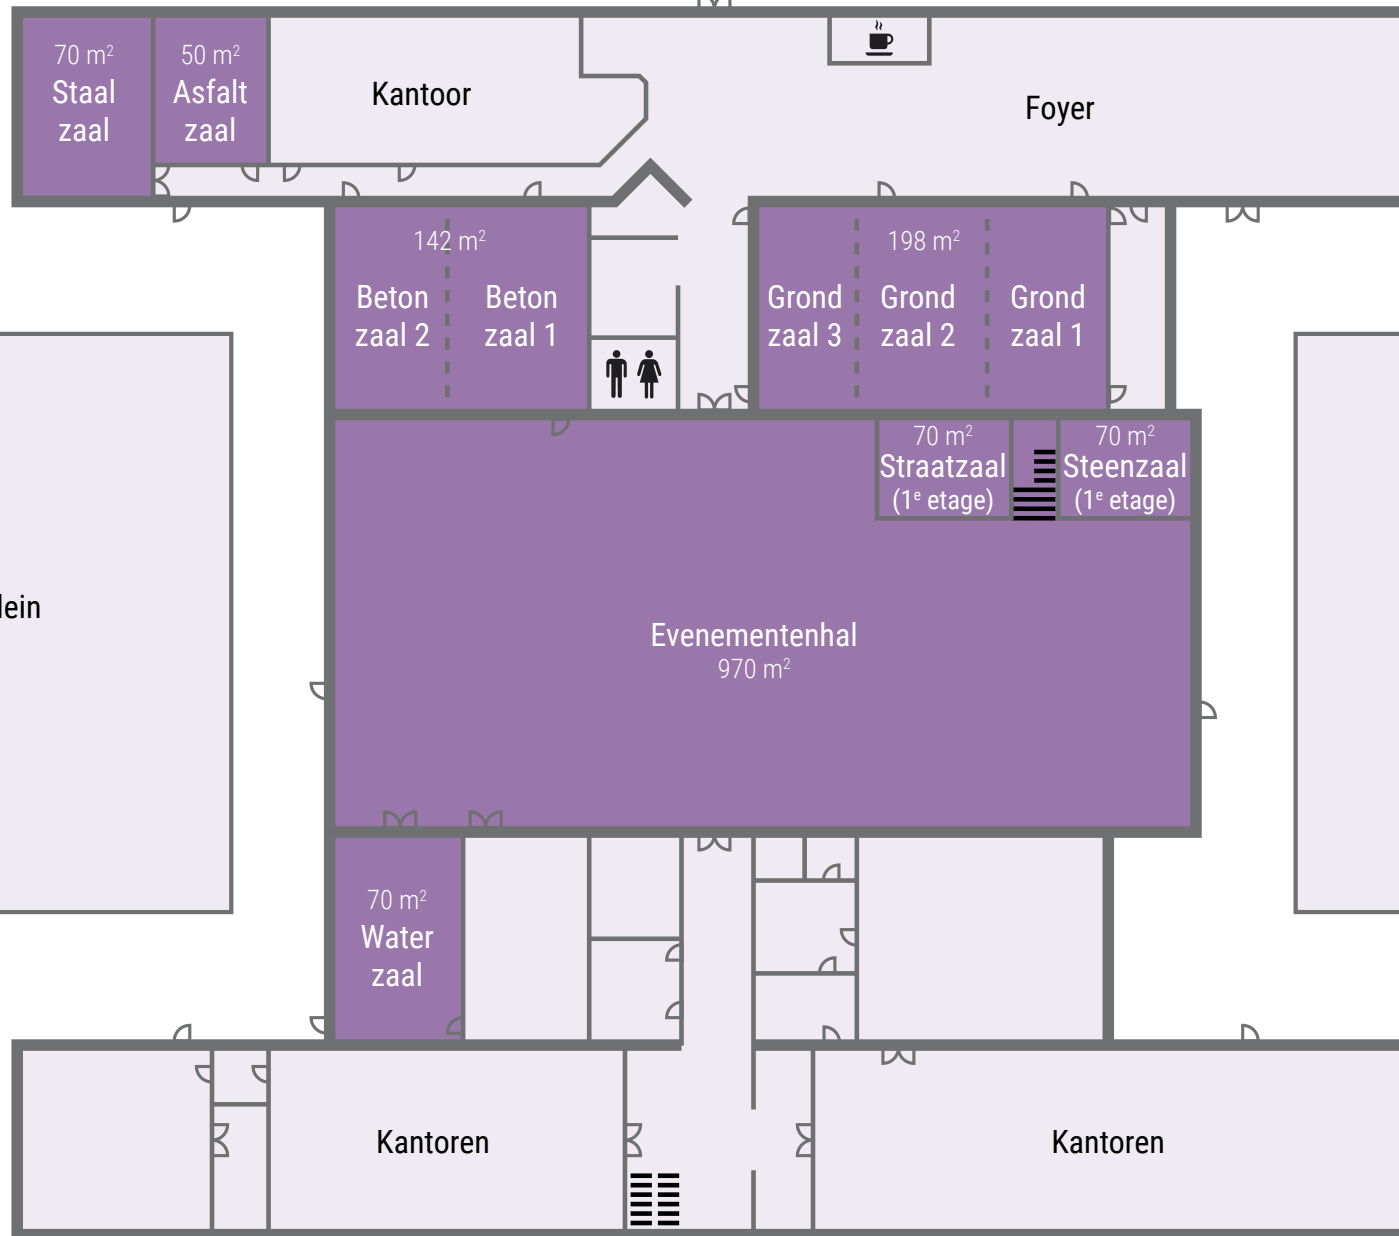 70 m²
Staal
zaal
50 m²
Asfalt
zaal
Kantoor
Foyer
142 m²
Beton
zaal 2
Beton
zaal 1
198 m²
Grond
zaal 3
Grond
zaal 2
Grond
zaal 1
70 m²
Straatzaal
(1ᵉ etage)
70 m²
Steenzaal
(1ᵉ etage)
lein
Evenementenhal
970 m²
70 m²
Water
zaal
Kantoren
Kantoren